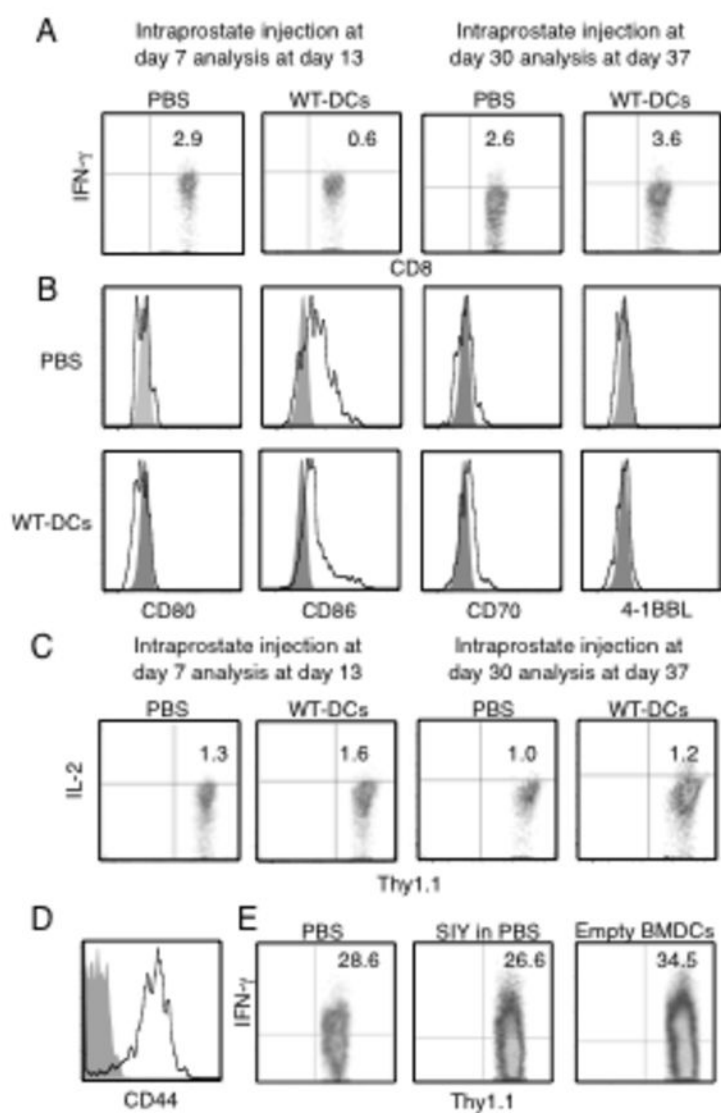 A
Intraprostate injection at
day 7 analysis at day 13
Intraprostate injection at
day 30 analysis at day 37
PBS
WT-DCs
PBS
WT-DCs
IFN-γ
2.9
0.6
2.6
3.6
CD8
B
PBS
WT-DCs
CD80
CD86
CD70
4-1BBL
C
Intraprostate injection at
day 7 analysis at day 13
Intraprostate injection at
day 30 analysis at day 37
PBS
WT-DCs
PBS
WT-DCs
IL-2
1.3
1.6
1.0
1.2
Thy1.1
D
CD44
E
PBS
SIY in PBS
Empty BMDCs
IFN-γ
28.6
26.6
34.5
Thy1.1